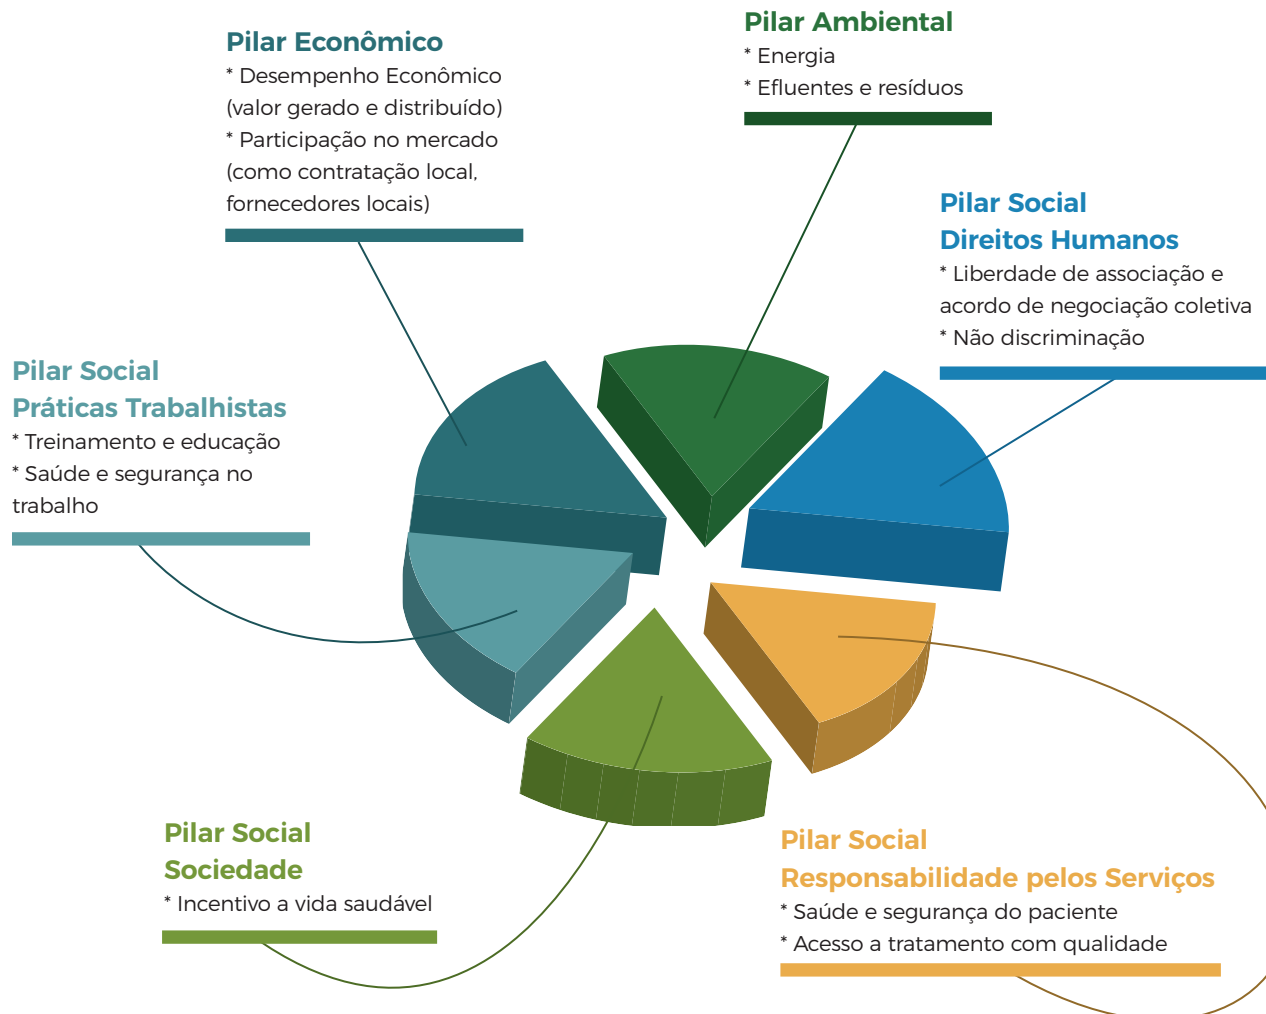 Pilar Econômico
* Desempenho Econômico
(valor gerado e distribuído)
* Participação no mercado
(como contratação local,
fornecedores locais)
Pilar Ambiental
* Energia
* Efluentes e resíduos
Pilar Social
Direitos Humanos
* Liberdade de associação e
acordo de negociação coletiva
* Não discriminação
Pilar Social
Práticas Trabalhistas
* Treinamento e educação
* Saúde e segurança no
trabalho
Pilar Social
Sociedade
* Incentivo a vida saudável
Pilar Social
Responsabilidade pelos Serviços
* Saúde e segurança do paciente
* Acesso a tratamento com qualidade